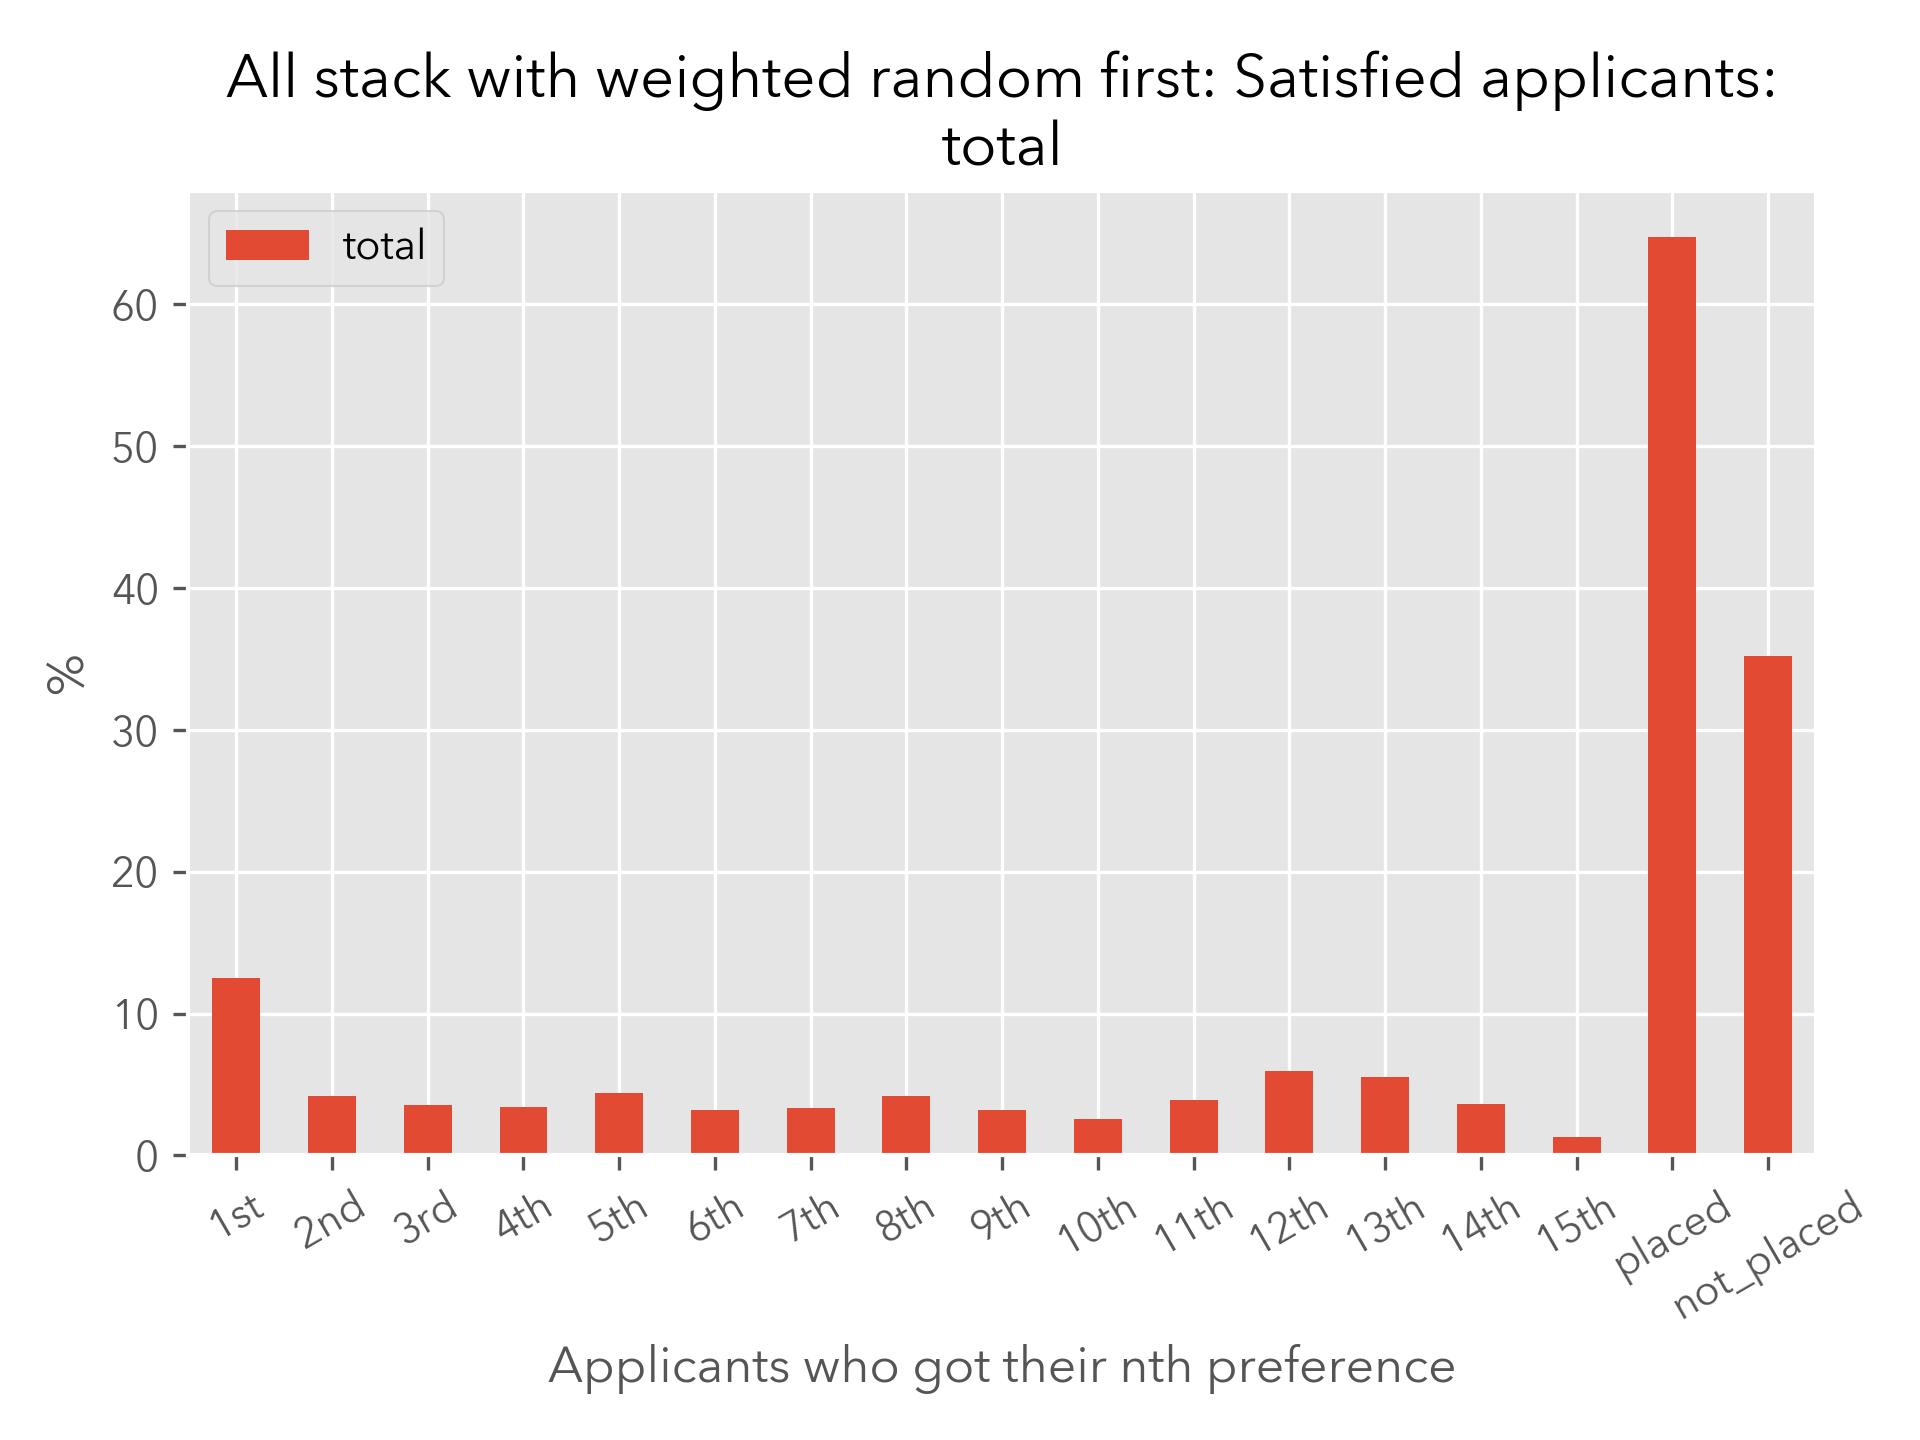 All stack with weighted random first: Satisfied applicants:
total
total
60
50
40
30
20
10
0
%
1st
2nd
3rd
4th
5th
6th
7th
8th
9th
10th
11th
12th
13th
14th
15th
placed
not_placed
Applicants who got their nth preference